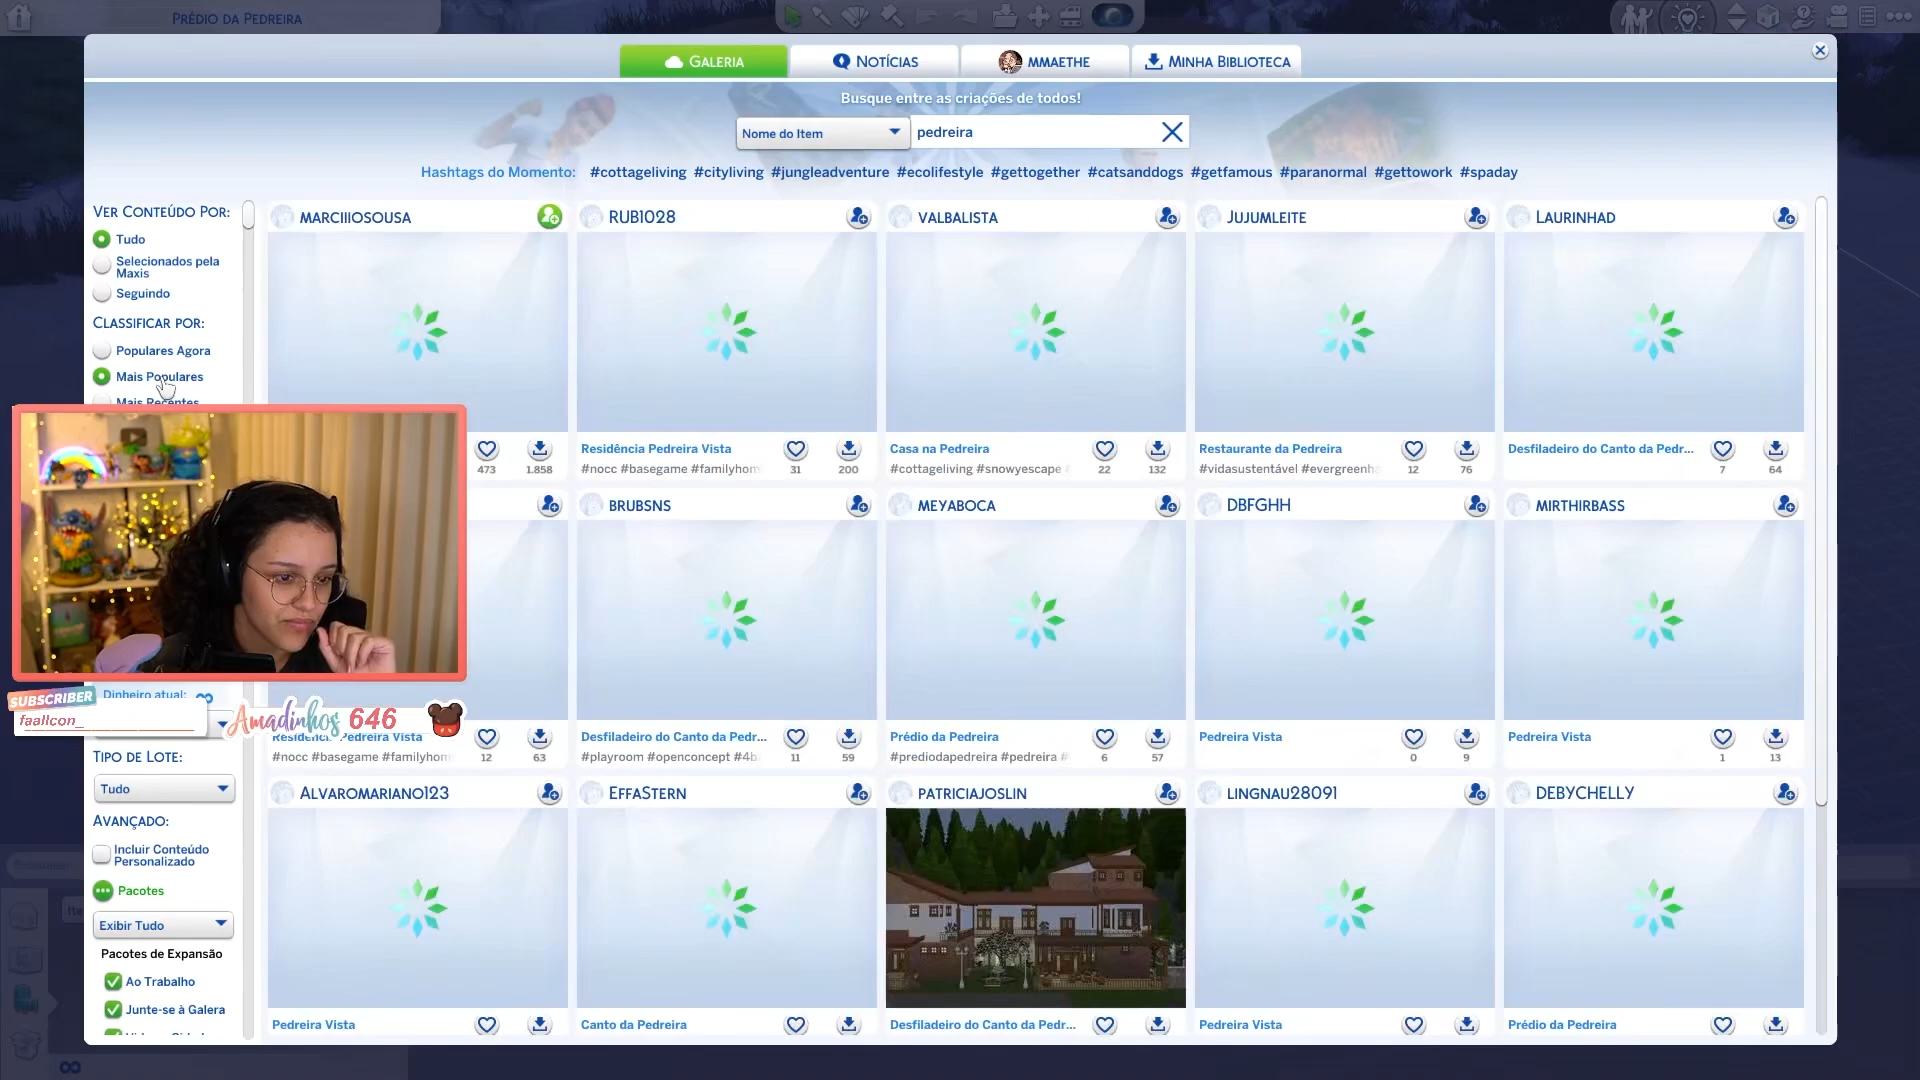 PRÉDIO DA PEDREIRA
GALERIA
NOTÍCIAS
MMAETHE
MINHA BIBLIOTECA
Busque entre as criações de todos!
Nome do Item
pedreira
Hashtags do Momento: #cottageliving #cityliving #jungleadventure #ecolifestyle #gettogether #catsanddogs #getfamous #paranormal #gettowork #spaday
VER CONTEÚDO POR:
Tudo
Selecionados pela
Maxis
Seguindo
CLASSIFICAR POR:
Populares Agora
Mais Populares
Mais Recentes
SUBSCRIBER
faallcon_
Dinheiro atual:
Amadinhos 646
TIPO DE LOTE:
Tudo
AVANÇADO:
Incluir Conteúdo
Personalizado
Pacotes
Exibir Tudo
Pacotes de Expansão
Ao Trabalho
Junte-se à Galera
MARCIIIOSOUSA
473 1.858
RUB1028
Residência Pedreira Vista
#nocc #basegame #familyhom
31 200
VALBALISTA
Casa na Pedreira
#cottageliving #snowyescape
22 132
JUJUMLEITE
Restaurante da Pedreira
#vidasustentável #evergreenha
12 76
LAURINHAD
Desfiladeiro do Canto da Pedr...
7 64
Residência Pedreira Vista
#nocc #basegame #familyhom
12 63
BRUBSNS
Desfiladeiro do Canto da Pedr...
#playroom #openconcept #4b
11 59
MEYABOCA
Prédio da Pedreira
#prediodapedreira #pedreira #
6 57
DBFGHH
Pedreira Vista
0 9
MIRTHIRBASS
Pedreira Vista
1 13
ALVAROMARIANO123
Pedreira Vista
EFFASTERN
Canto da Pedreira
PATRICIAJOSLIN
Desfiladeiro do Canto da Pedr...
LINGNAU28091
Pedreira Vista
DEBYCHELLY
Prédio da Pedreira